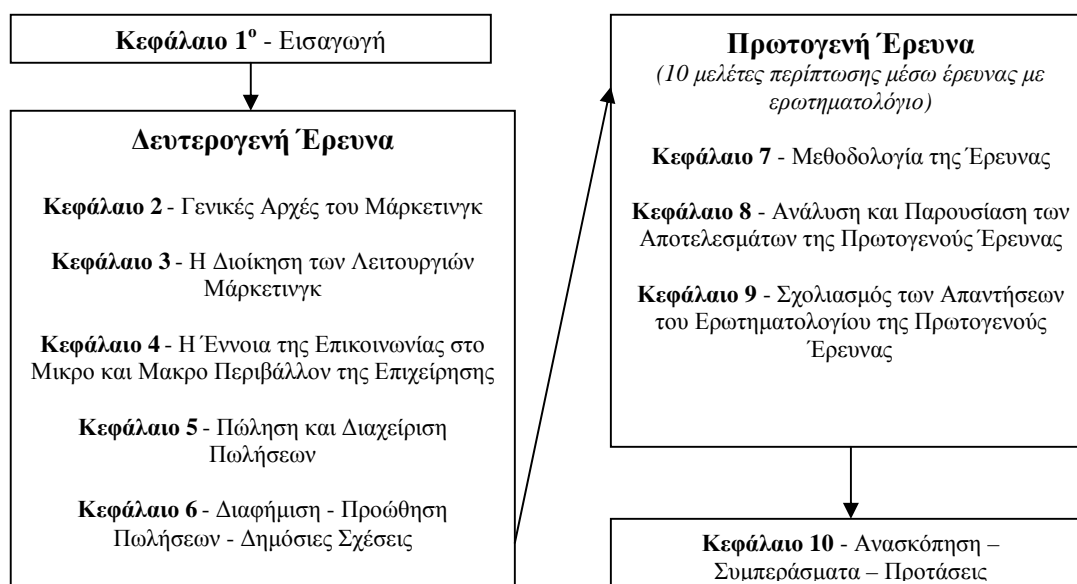 Κεφάλαιο 1ο - Εισαγωγή
Δευτερογενή Έρευνα
Κεφάλαιο 2 - Γενικές Αρχές του Μάρκετινγκ
Κεφάλαιο 3 - Η Διοίκηση των Λειτουργιών
Μάρκετινγκ
Κεφάλαιο 4 - Η Έννοια της Επικοινωνίας στο
Μικρο και Μακρο Περιβάλλον της Επιχείρησης
Κεφάλαιο 5 - Πώληση και Διαχείριση
Πωλήσεων
Κεφάλαιο 6 - Διαφήμιση - Προώθηση
Πωλήσεων - Δημόσιες Σχέσεις
Πρωτογενή Έρευνα
(10 μελέτες περίπτωσης μέσω έρευνας με
ερωτηματολόγιο)
Κεφάλαιο 7 - Μεθοδολογία της Έρευνας
Κεφάλαιο 8 - Ανάλυση και Παρουσίαση των
Αποτελεσμάτων της Πρωτογενούς Έρευνας
Κεφάλαιο 9 - Σχολιασμός των Απαντήσεων
του Ερωτηματολογίου της Πρωτογενούς
Έρευνας
Κεφάλαιο 10 - Ανασκόπηση –
Συμπεράσματα – Προτάσεις